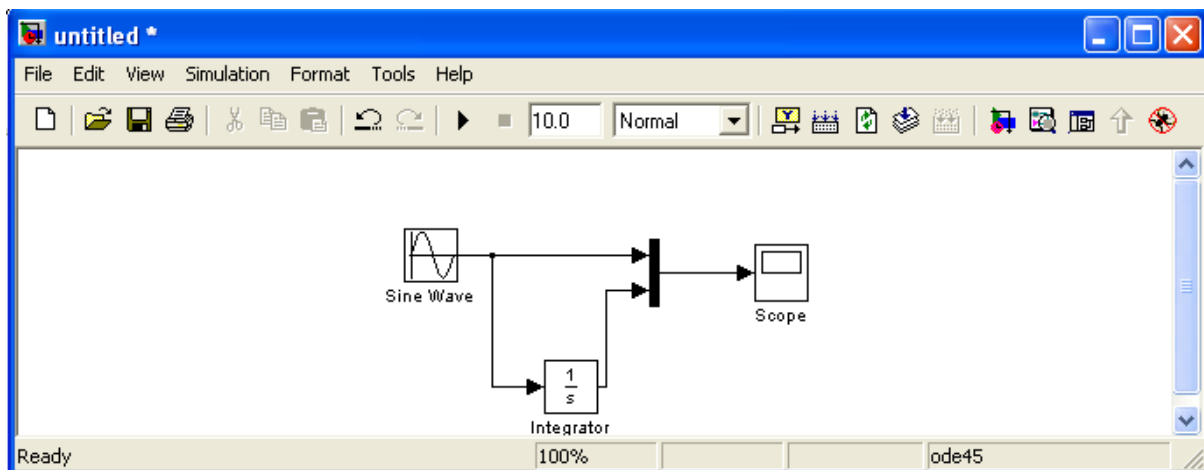 untitled *
File Edit View Simulation Format Tools Help
10.0 Normal
Sine Wave
Scope
1
s
Integrator
Ready 100% ode45